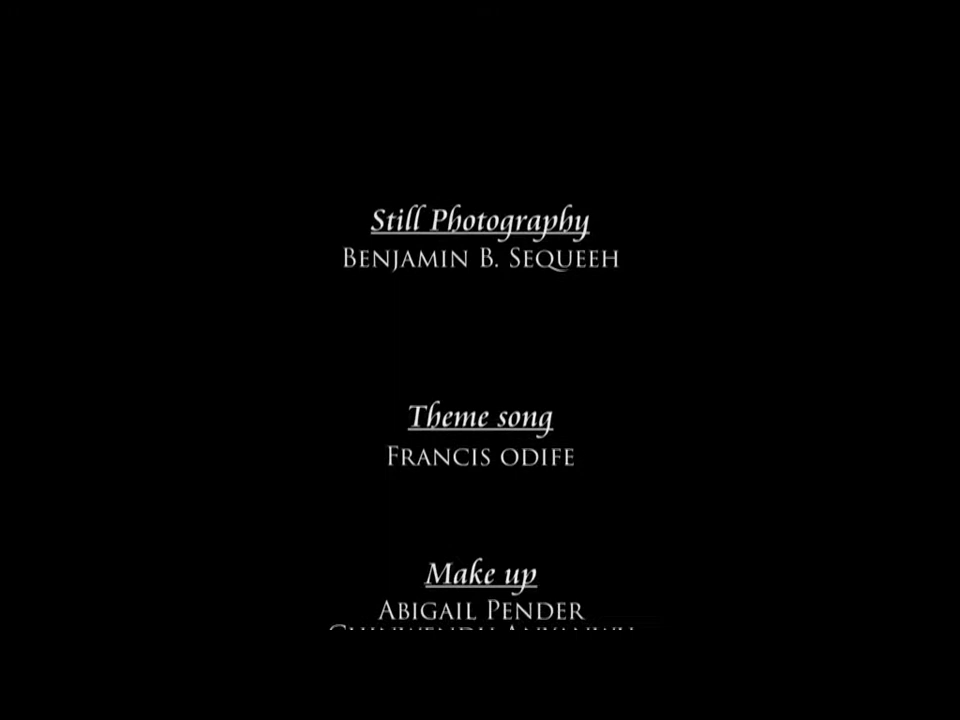 Still Photography
Benjamin B. Sequeeh
Theme song
Francis odife
Make up
Abigail Pender